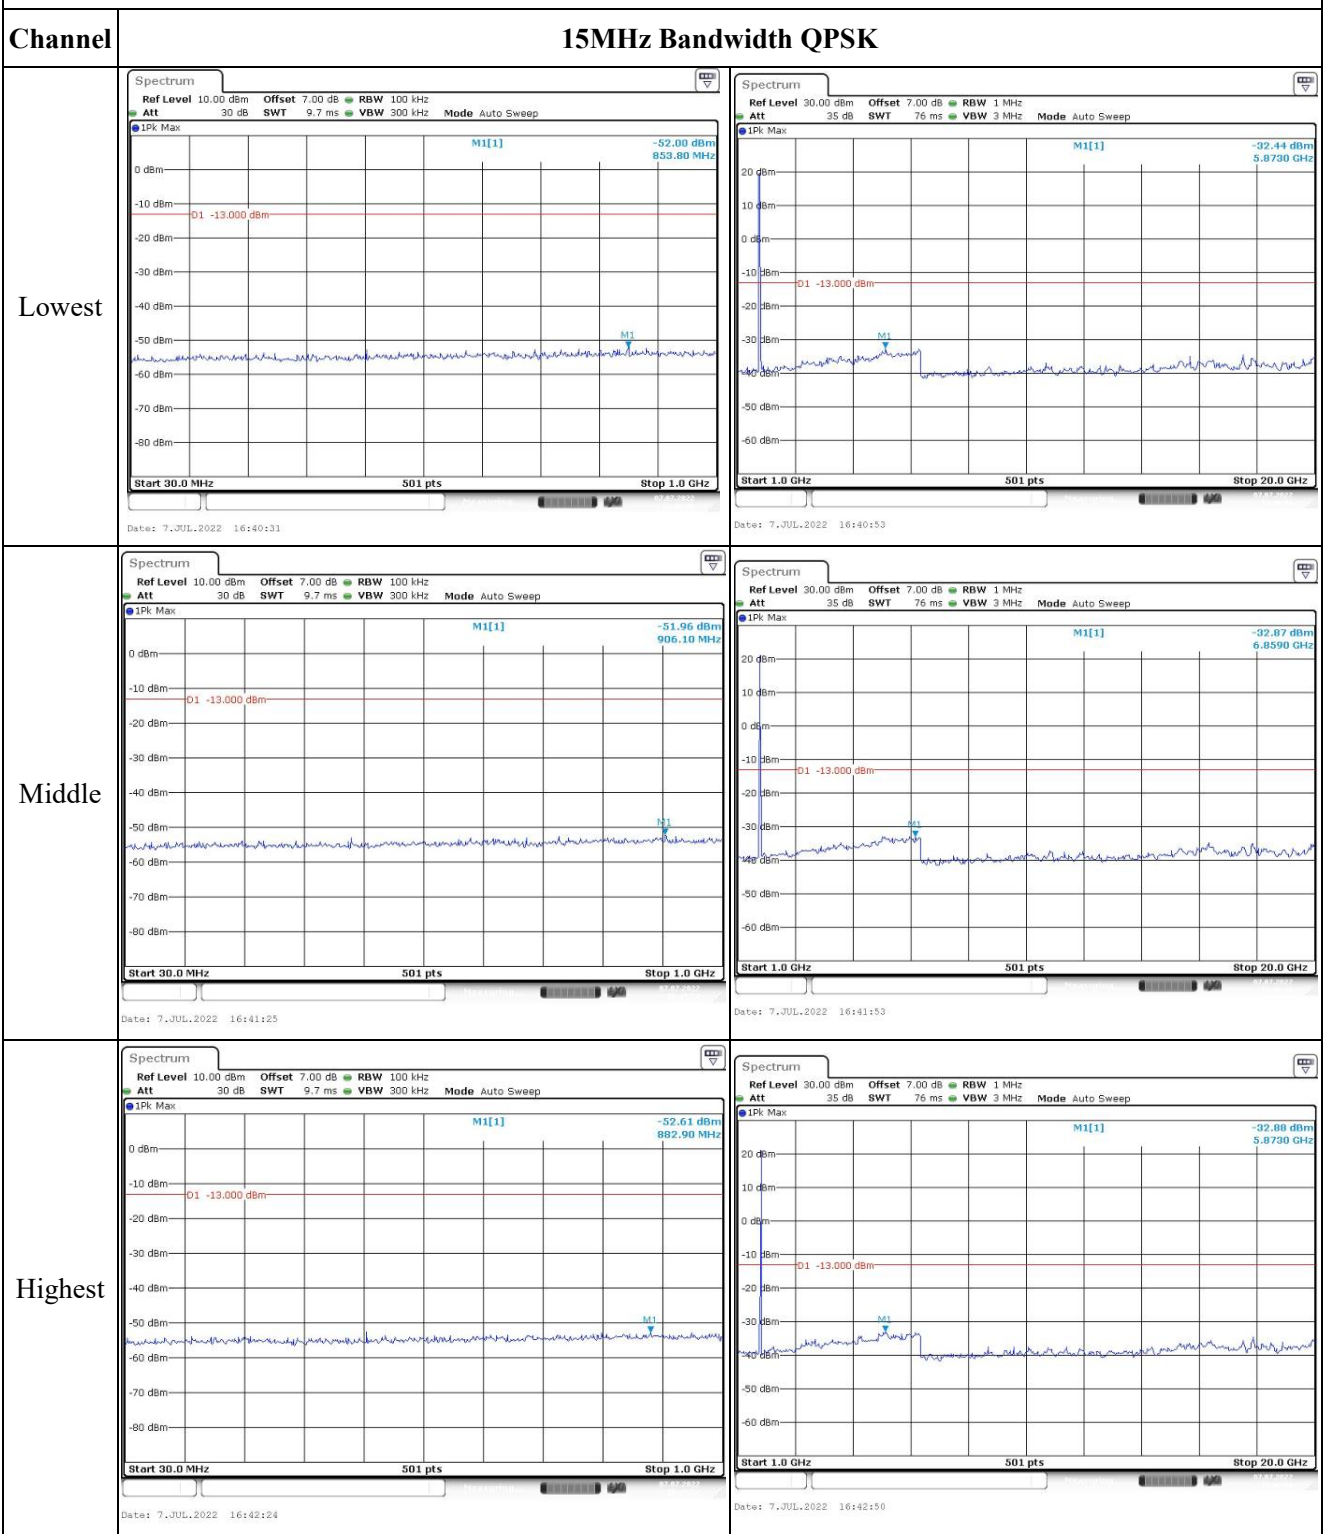 Channel 15MHz Bandwidth QPSK
Lowest
Spectrum
Ref Level 10.00 dBm Offset 7.00 dB RBW 100 kHz
Att 30 dB SWT 9.7 ms VBW 300 kHz Mode Auto Sweep
1Pk Max
M1[1] -52.00 dBm
853.80 MHz
0 dBm
-10 dBm
D1 -13.000 dBm
-20 dBm
-30 dBm
-40 dBm
-50 dBm
M1
-60 dBm
-70 dBm
-80 dBm
Start 30.0 MHz 501 pts Stop 1.0 GHz
Date: 7.JUL.2022 16:40:31
Spectrum
Ref Level 30.00 dBm Offset 7.00 dB RBW 1 MHz
Att 35 dB SWT 76 ms VBW 3 MHz Mode Auto Sweep
1Pk Max
M1[1] -32.44 dBm
5.8730 GHz
20 dBm
10 dBm
0 dBm
-10 dBm
D1 -13.000 dBm
-20 dBm
-30 dBm
M1
-40 dBm
-50 dBm
-60 dBm
Start 1.0 GHz 501 pts Stop 20.0 GHz
Date: 7.JUL.2022 16:40:53
Middle
Spectrum
Ref Level 10.00 dBm Offset 7.00 dB RBW 100 kHz
Att 30 dB SWT 9.7 ms VBW 300 kHz Mode Auto Sweep
1Pk Max
M1[1] -51.96 dBm
906.10 MHz
0 dBm
-10 dBm
D1 -13.000 dBm
-20 dBm
-30 dBm
-40 dBm
-50 dBm
M1
-60 dBm
-70 dBm
-80 dBm
Start 30.0 MHz 501 pts Stop 1.0 GHz
Date: 7.JUL.2022 16:41:25
Spectrum
Ref Level 30.00 dBm Offset 7.00 dB RBW 1 MHz
Att 35 dB SWT 76 ms VBW 3 MHz Mode Auto Sweep
1Pk Max
M1[1] -32.87 dBm
6.8590 GHz
20 dBm
10 dBm
0 dBm
-10 dBm
D1 -13.000 dBm
-20 dBm
-30 dBm
M1
-40 dBm
-50 dBm
-60 dBm
Start 1.0 GHz 501 pts Stop 20.0 GHz
Date: 7.JUL.2022 16:41:53
Highest
Spectrum
Ref Level 10.00 dBm Offset 7.00 dB RBW 100 kHz
Att 30 dB SWT 9.7 ms VBW 300 kHz Mode Auto Sweep
1Pk Max
M1[1] -52.61 dBm
882.90 MHz
0 dBm
-10 dBm
D1 -13.000 dBm
-20 dBm
-30 dBm
-40 dBm
-50 dBm
M1
-60 dBm
-70 dBm
-80 dBm
Start 30.0 MHz 501 pts Stop 1.0 GHz
Date: 7.JUL.2022 16:42:24
Spectrum
Ref Level 30.00 dBm Offset 7.00 dB RBW 1 MHz
Att 35 dB SWT 76 ms VBW 3 MHz Mode Auto Sweep
1Pk Max
M1[1] -32.88 dBm
5.8730 GHz
20 dBm
10 dBm
0 dBm
-10 dBm
D1 -13.000 dBm
-20 dBm
-30 dBm
M1
-40 dBm
-50 dBm
-60 dBm
Start 1.0 GHz 501 pts Stop 20.0 GHz
Date: 7.JUL.2022 16:42:50